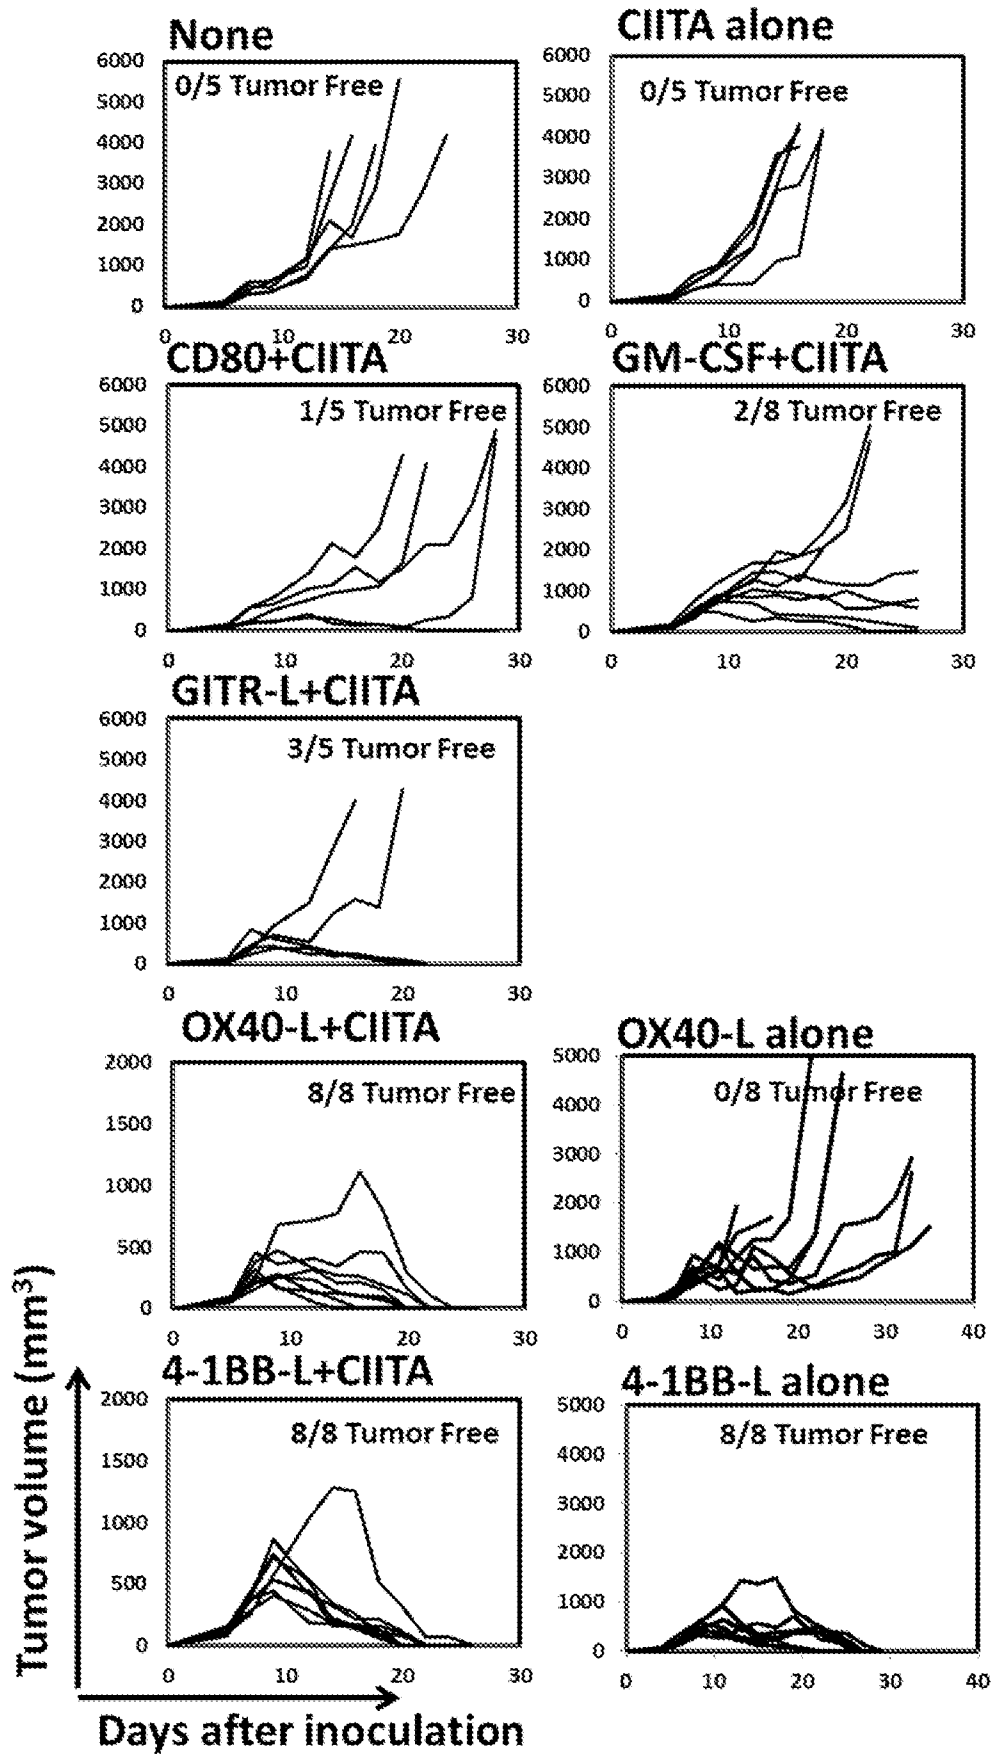 None
0/5 Tumor Free
6000
5000
4000
3000
2000
1000
0
0 10 20 30
CIITA alone
0/5 Tumor Free
6000
5000
4000
3000
2000
1000
0
0 10 20 30
CD80+CIITA
1/5 Tumor Free
6000
5000
4000
3000
2000
1000
0
0 10 20 30
GM-CSF+CIITA
2/8 Tumor Free
6000
5000
4000
3000
2000
1000
0
0 10 20 30
GITR-L+CIITA
3/5 Tumor Free
6000
5000
4000
3000
2000
1000
0
0 10 20 30
OX40-L+CIITA
8/8 Tumor Free
2000
1500
1000
500
0
0 10 20 30
OX40-L alone
0/8 Tumor Free
5000
4000
3000
2000
1000
0
0 10 20 30 40
4-1BB-L+CIITA
8/8 Tumor Free
2000
1500
1000
500
0
0 10 20 30
4-1BB-L alone
8/8 Tumor Free
5000
4000
3000
2000
1000
0
0 10 20 30 40
Tumor volume (mm³)
Days after inoculation